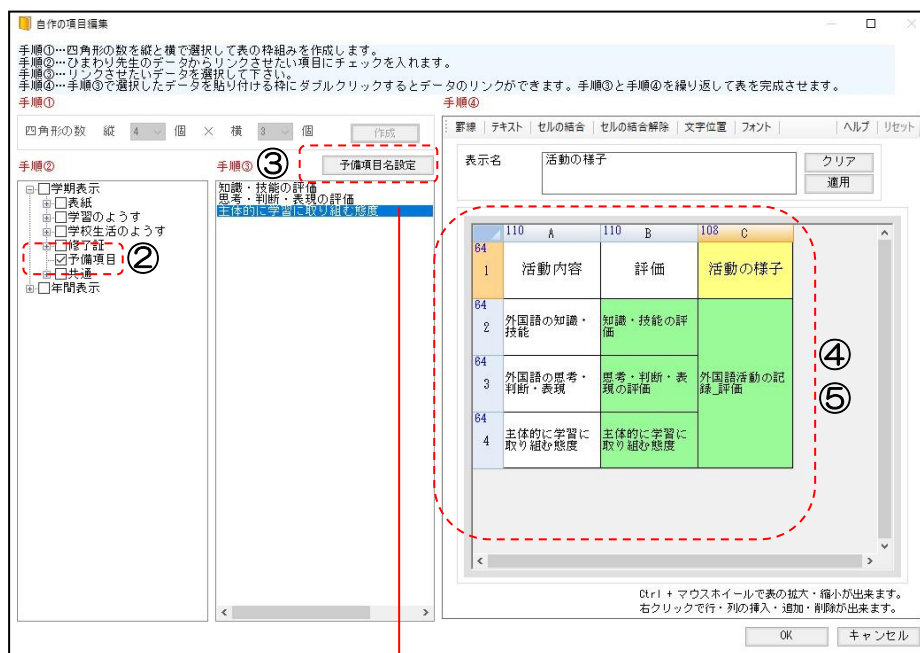 自作の項目編集
手順①…四角形の数を縦と横で選択して表の枠組みを作成します。
手順②…ひまわり先生のデータからリンクさせたい項目にチェックを入れます。
手順③…リンクさせたいデータを選択して下さい。
手順④…手順③で選択したデータを貼り付ける枠にダブルクリックするとデータのリンクができます。手順③と手順④を繰り返して表を完成させます。
手順①
四角形の数 縦 4 個 × 横 3 個 作成
手順②
学期表示
表紙
学習のようす
学校生活のようす
修了証
予備項目
共通
年間表示
②
手順③
③
予備項目名設定
知識・技能の評価
思考・判断・表現の評価
主体的に学習に取り組む態度
手順④
罫線 テキスト セルの結合 セルの結合解除 文字位置 フォント ヘルプ リセット
表示名 活動の様子 クリア
適用
110 A 110 B 108 C
64
1 活動内容 評価 活動の様子
64
2 外国語の知識・技能 知識・技能の評価
64
3 外国語の思考・判断・表現 思考・判断・表現の評価 外国語活動の記録_評価
64
4 主体的に学習に取り組む態度 主体的に学習に取り組む態度
④
⑤
Ctrl + マウスホイールで表の拡大・縮小が出来ます。
右クリックで行・列の挿入・追加・削除が出来ます。
OK キャンセル